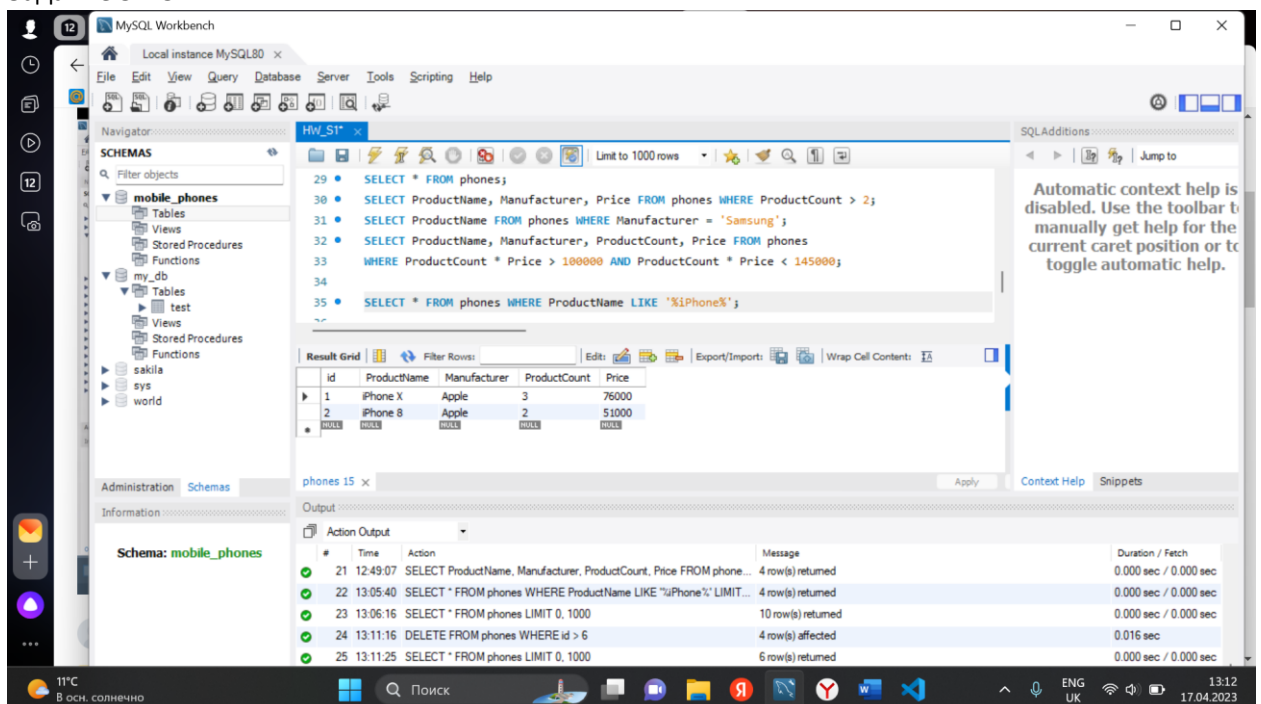 12
MySQL Workbench
Local instance MySQL80
File Edit View Query Database Server Tools Scripting Help
Navigator
SCHEMAS
Filter objects
mobile_phones
Tables
Views
Stored Procedures
Functions
my_db
Tables
test
Views
Stored Procedures
Functions
sakila
sys
world
Administration Schemas
Information
Schema: mobile_phones
12
HW_S1*
Limit to 1000 rows
29 SELECT * FROM phones;
30 SELECT ProductName, Manufacturer, Price FROM phones WHERE ProductCount > 2;
31 SELECT ProductName FROM phones WHERE Manufacturer = 'Samsung';
32 SELECT ProductName, Manufacturer, ProductCount, Price FROM phones
33 WHERE ProductCount * Price > 100000 AND ProductCount * Price < 145000;
34
35 SELECT * FROM phones WHERE ProductName LIKE '%iPhone%';
Result Grid Filter Rows: Edit: Export/Import: Wrap Cell Content:
id ProductName Manufacturer ProductCount Price
1 iPhone X Apple 3 76000
2 iPhone 8 Apple 2 51000
NULL NULL NULL NULL NULL
phones 15
Apply
SQLAdditions
Jump to
Automatic context help is
disabled. Use the toolbar t
manually get help for the
current caret position or to
toggle automatic help.
Context Help Snippets
Output
Action Output
# Time Action Message Duration / Fetch
21 12:49:07 SELECT ProductName, Manufacturer, ProductCount, Price FROM phone... 4 row(s) returned 0.000 sec / 0.000 sec
22 13:05:40 SELECT * FROM phones WHERE ProductName LIKE '%iPhone%' LIMIT... 4 row(s) returned 0.000 sec / 0.000 sec
23 13:06:16 SELECT * FROM phones LIMIT 0, 1000 10 row(s) returned 0.000 sec / 0.000 sec
24 13:11:16 DELETE FROM phones WHERE id > 6 4 row(s) affected 0.016 sec
25 13:11:25 SELECT * FROM phones LIMIT 0, 1000 6 row(s) returned 0.000 sec / 0.000 sec
11°C
В осн. солнечно
Поиск
ENG
UK
13:12
17.04.2023